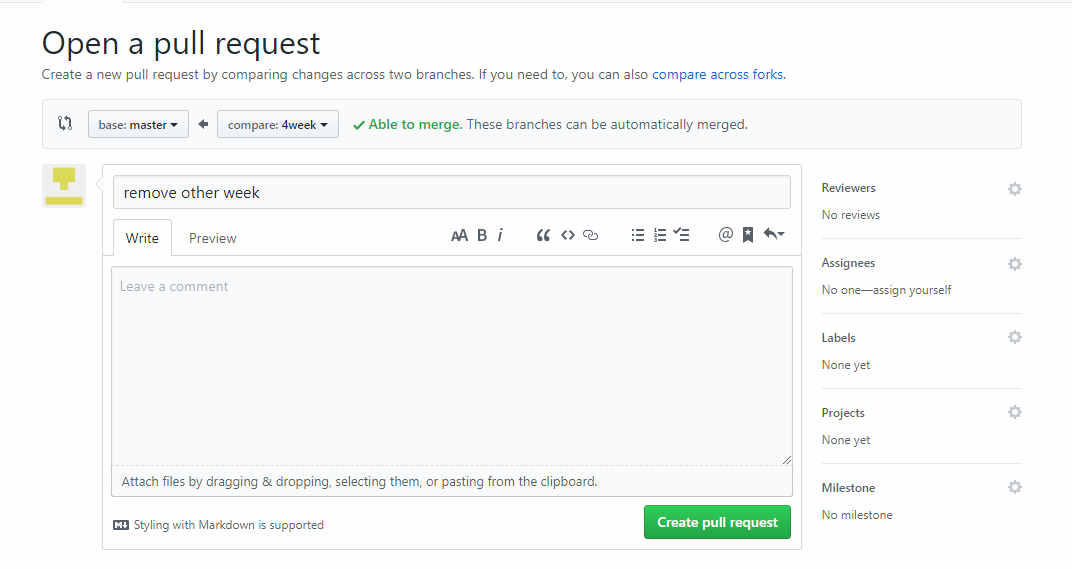 Open a pull request
Create a new pull request by comparing changes across two branches. If you need to, you can also compare across forks.
base: master compare: 4week Able to merge. These branches can be automatically merged.
remove other week
Write Preview AA B i @
Leave a comment
Attach files by dragging & dropping, selecting them, or pasting from the clipboard.
Styling with Markdown is supported
Create pull request
Reviewers
No reviews
Assignees
No one—assign yourself
Labels
None yet
Projects
None yet
Milestone
No milestone